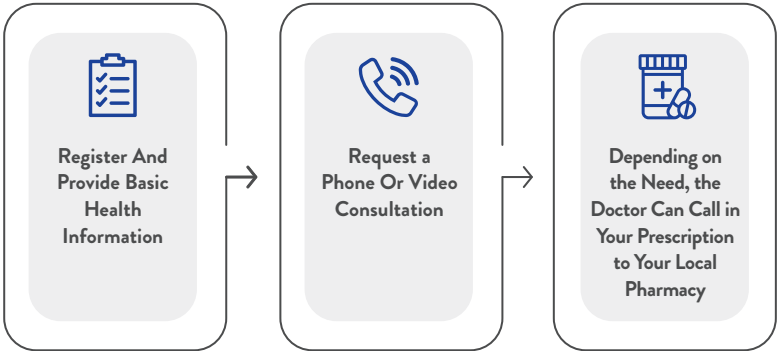 Register And
Provide Basic
Health
Information
Request a
Phone Or Video
Consultation
Depending on
the Need, the
Doctor Can Call in
Your Prescription
to Your Local
Pharmacy